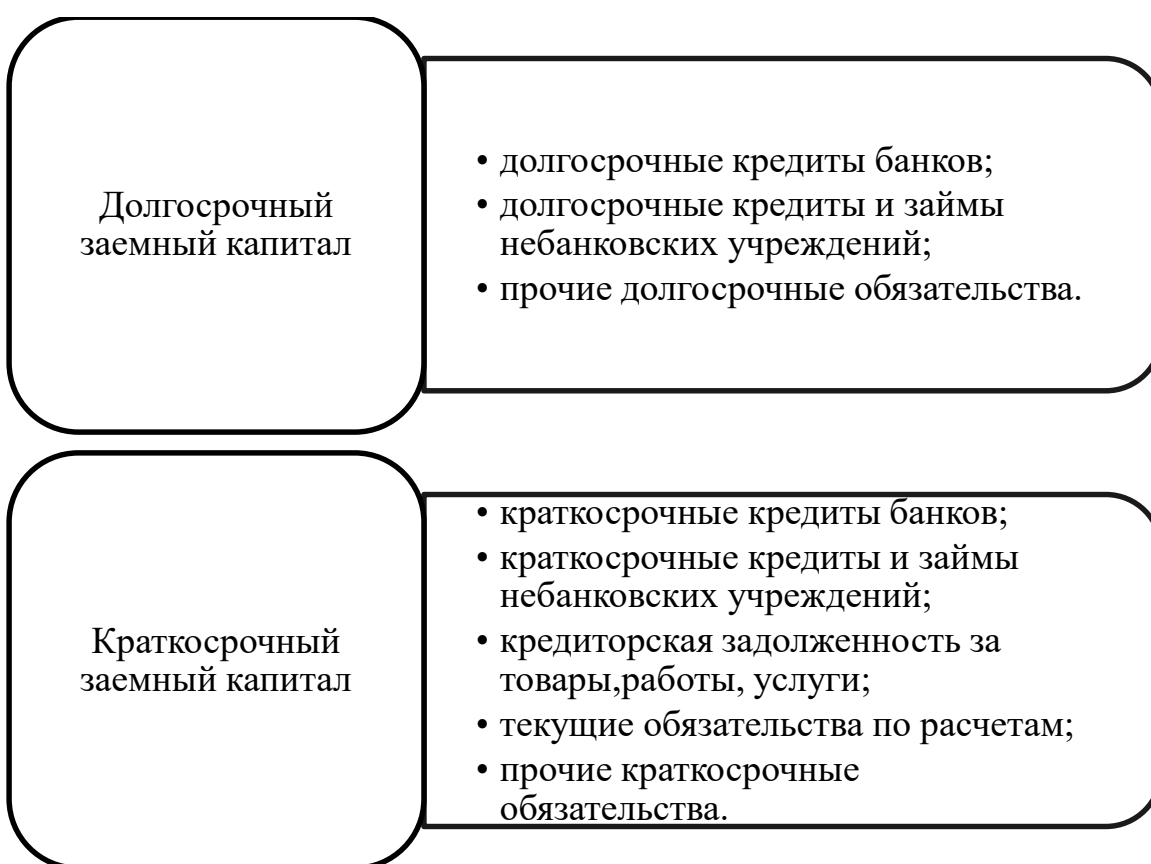 Долгосрочный
заемный капитал
• долгосрочные кредиты банков;
• долгосрочные кредиты и займы
небанковских учреждений;
• прочие долгосрочные обязательства.
Краткосрочный
заемный капитал
• краткосрочные кредиты банков;
• краткосрочные кредиты и займы
небанковских учреждений;
• кредиторская задолженность за
товары,работы, услуги;
• текущие обязательства по расчетам;
• прочие краткосрочные
обязательства.